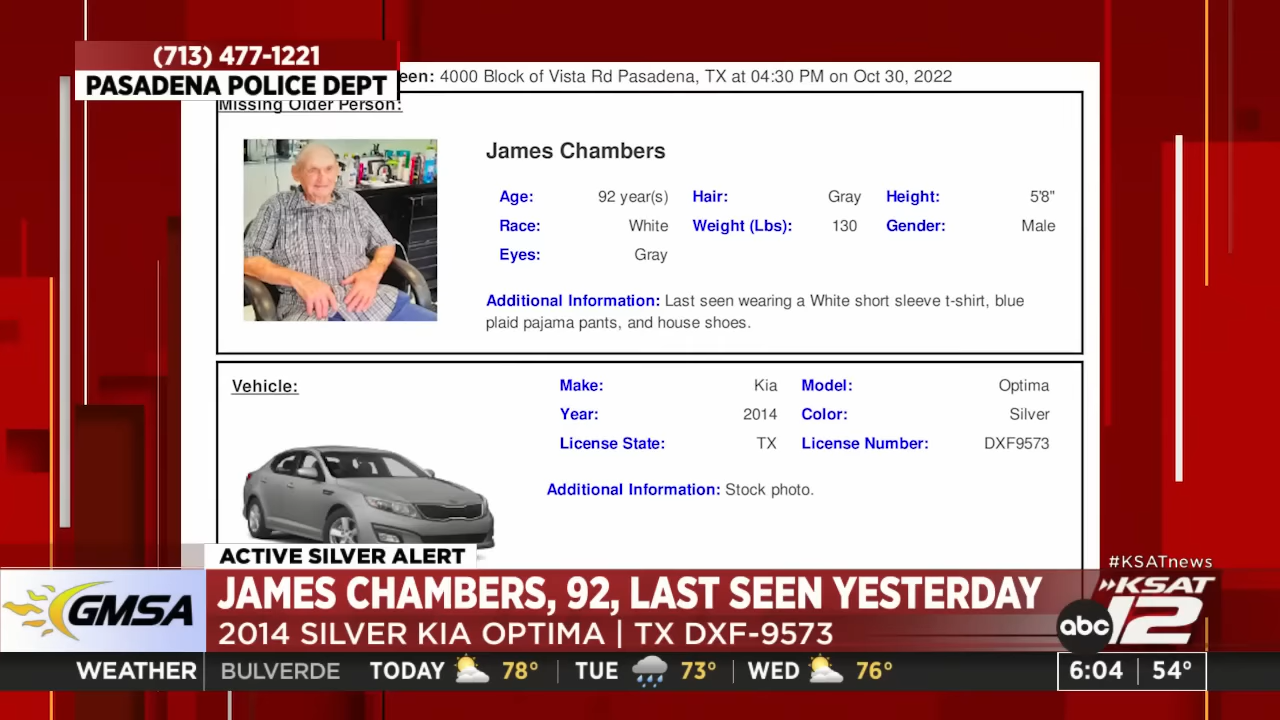 (713) 477-1221
PASADENA POLICE DEPT
een: 4000 Block of Vista Rd Pasadena, TX at 04:30 PM on Oct 30, 2022
Missing Older Person:
James Chambers
Age: 92 year(s) Hair: Gray Height: 5'8"
Race: White Weight (Lbs): 130 Gender: Male
Eyes: Gray
Additional Information: Last seen wearing a White short sleeve t-shirt, blue
plaid pajama pants, and house shoes.
Vehicle:
Make: Kia Model: Optima
Year: 2014 Color: Silver
License State: TX License Number: DXF9573
Additional Information: Stock photo.
ACTIVE SILVER ALERT
#KSATnews
GMSA
JAMES CHAMBERS, 92, LAST SEEN YESTERDAY
2014 SILVER KIA OPTIMA | TX DXF-9573
KSAT
abc 12
WEATHER BULVERDE TODAY 78° TUE 73° WED 76° 6:04 54°